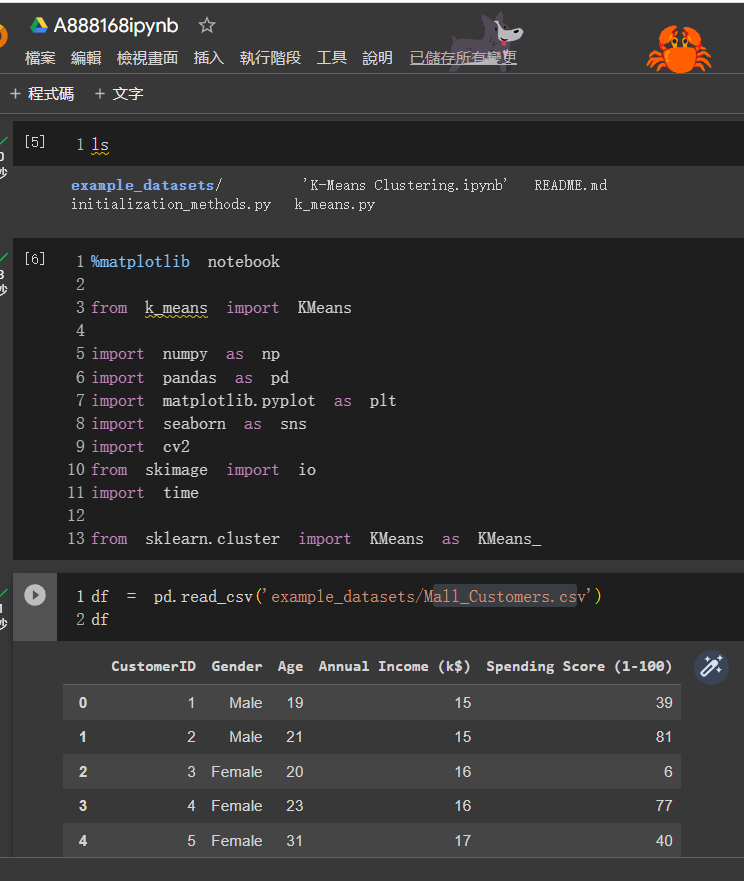 A888168ipynb
檔案 編輯 檢視畫面 插入 執行階段 工具 說明 已儲存所有變更
+ 程式碼 + 文字
[5] 1 ls
example_datasets/ 'K-Means Clustering.ipynb' README.md
initialization_methods.py k_means.py
[6] 1 %matplotlib notebook
2
3 from k_means import KMeans
4
5 import numpy as np
6 import pandas as pd
7 import matplotlib.pyplot as plt
8 import seaborn as sns
9 import cv2
10 from skimage import io
11 import time
12
13 from sklearn.cluster import KMeans as KMeans_
1 df = pd.read_csv('example_datasets/Mall_Customers.csv')
2 df
CustomerID Gender Age Annual Income (k$) Spending Score (1-100)
0 1 Male 19 15 39
1 2 Male 21 15 81
2 3 Female 20 16 6
3 4 Female 23 16 77
4 5 Female 31 17 40